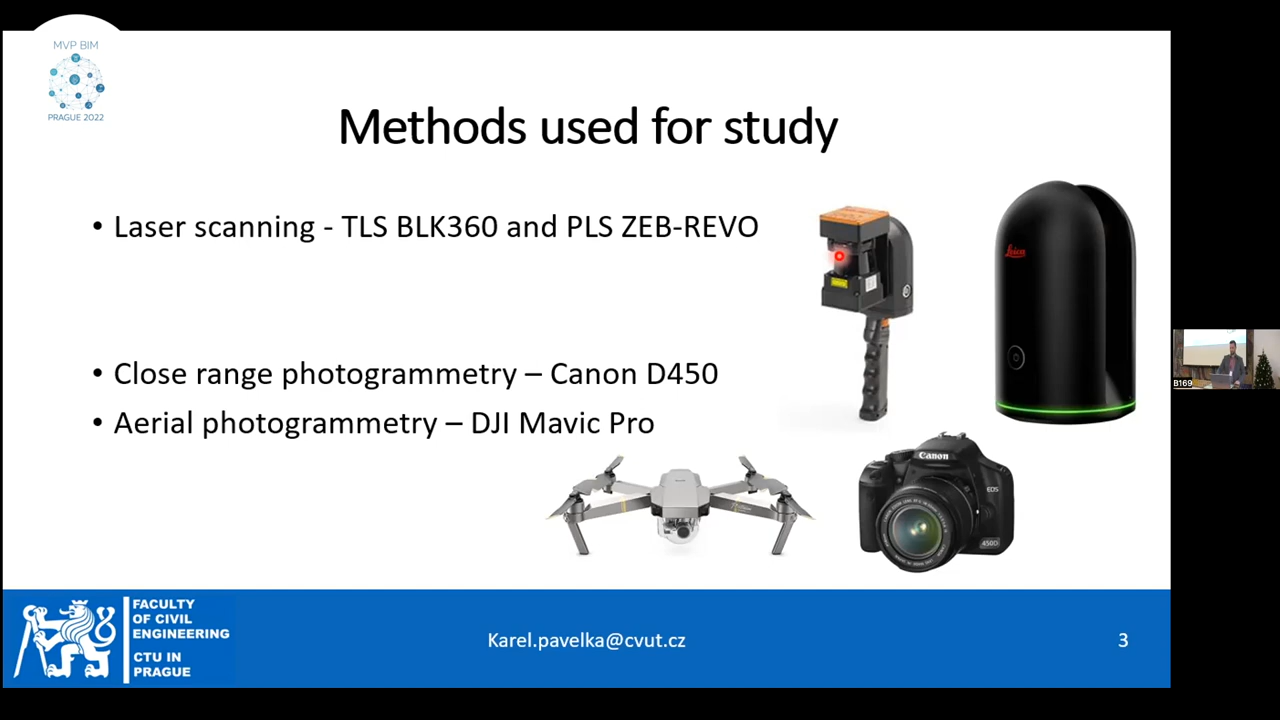 MVP BIM
PRAGUE 2022
Methods used for study
• Laser scanning - TLS BLK360 and PLS ZEB-REVO
• Close range photogrammetry – Canon D450
• Aerial photogrammetry – DJI Mavic Pro
Leica
Canon
EOS
450D
B169
FACULTY
OF CIVIL
ENGINEERING
CTU IN
PRAGUE
Karel.pavelka@cvut.cz
3